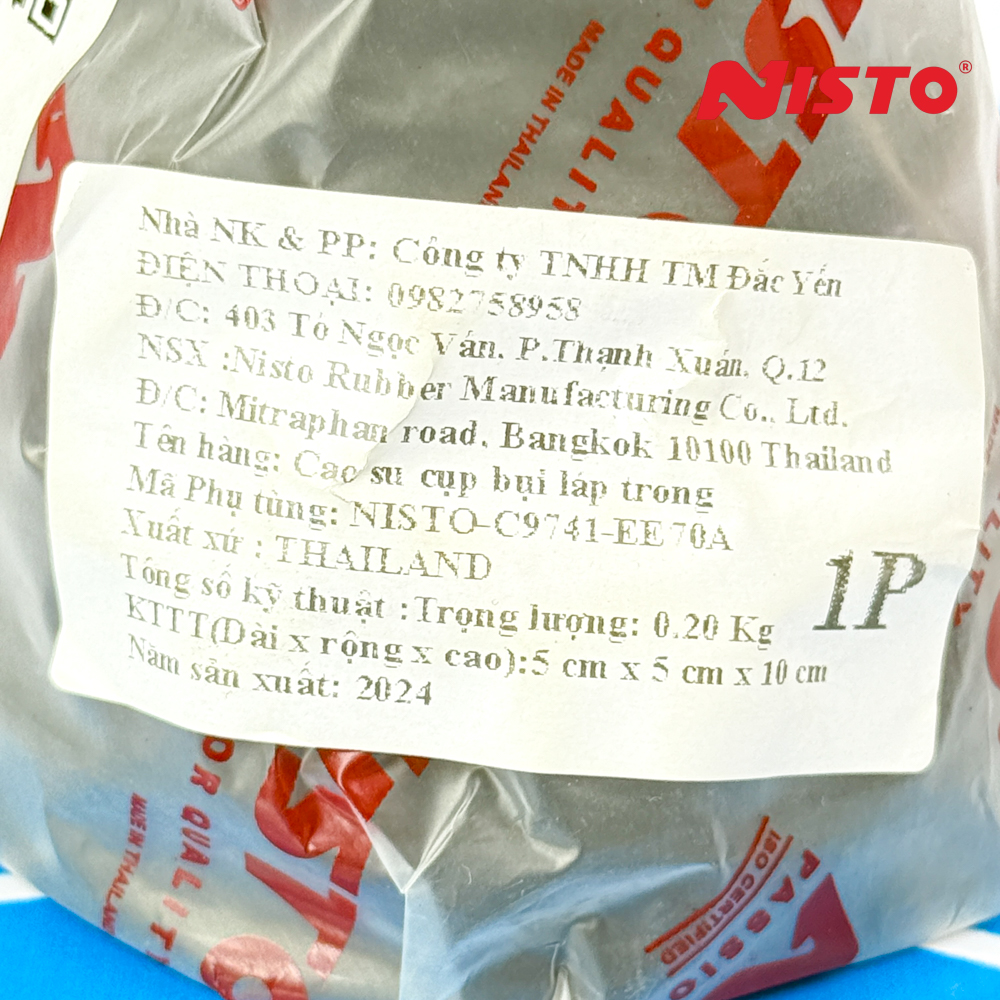 NISTO®
MADE IN THAILAND
Nhà NK & PP: Công ty TNHH TM Đắc Yến
ĐIỆN THOẠI: 0982758958
Đ/C: 403 Tô Ngọc Vân. P.Thạnh Xuân. Q.12
NSX :Nisto Rubber Manufacturing Co., Ltd.
Đ/C: Mitraphan road. Bangkok 10100 Thailand
Tên hàng: Cao su cụp bụi láp trong
Mã Phụ tùng: NISTO-C9741-EE70A
Xuất xứ : THAILAND
1P
Tông số kỹ thuật :Trọng lượng: 0.20 Kg
KTTT(Dài x rộng x cao):5 cm x 5 cm x 10 cm
Năm sản xuất: 2024
MADE IN THAILAND
ISO CERTIFIED